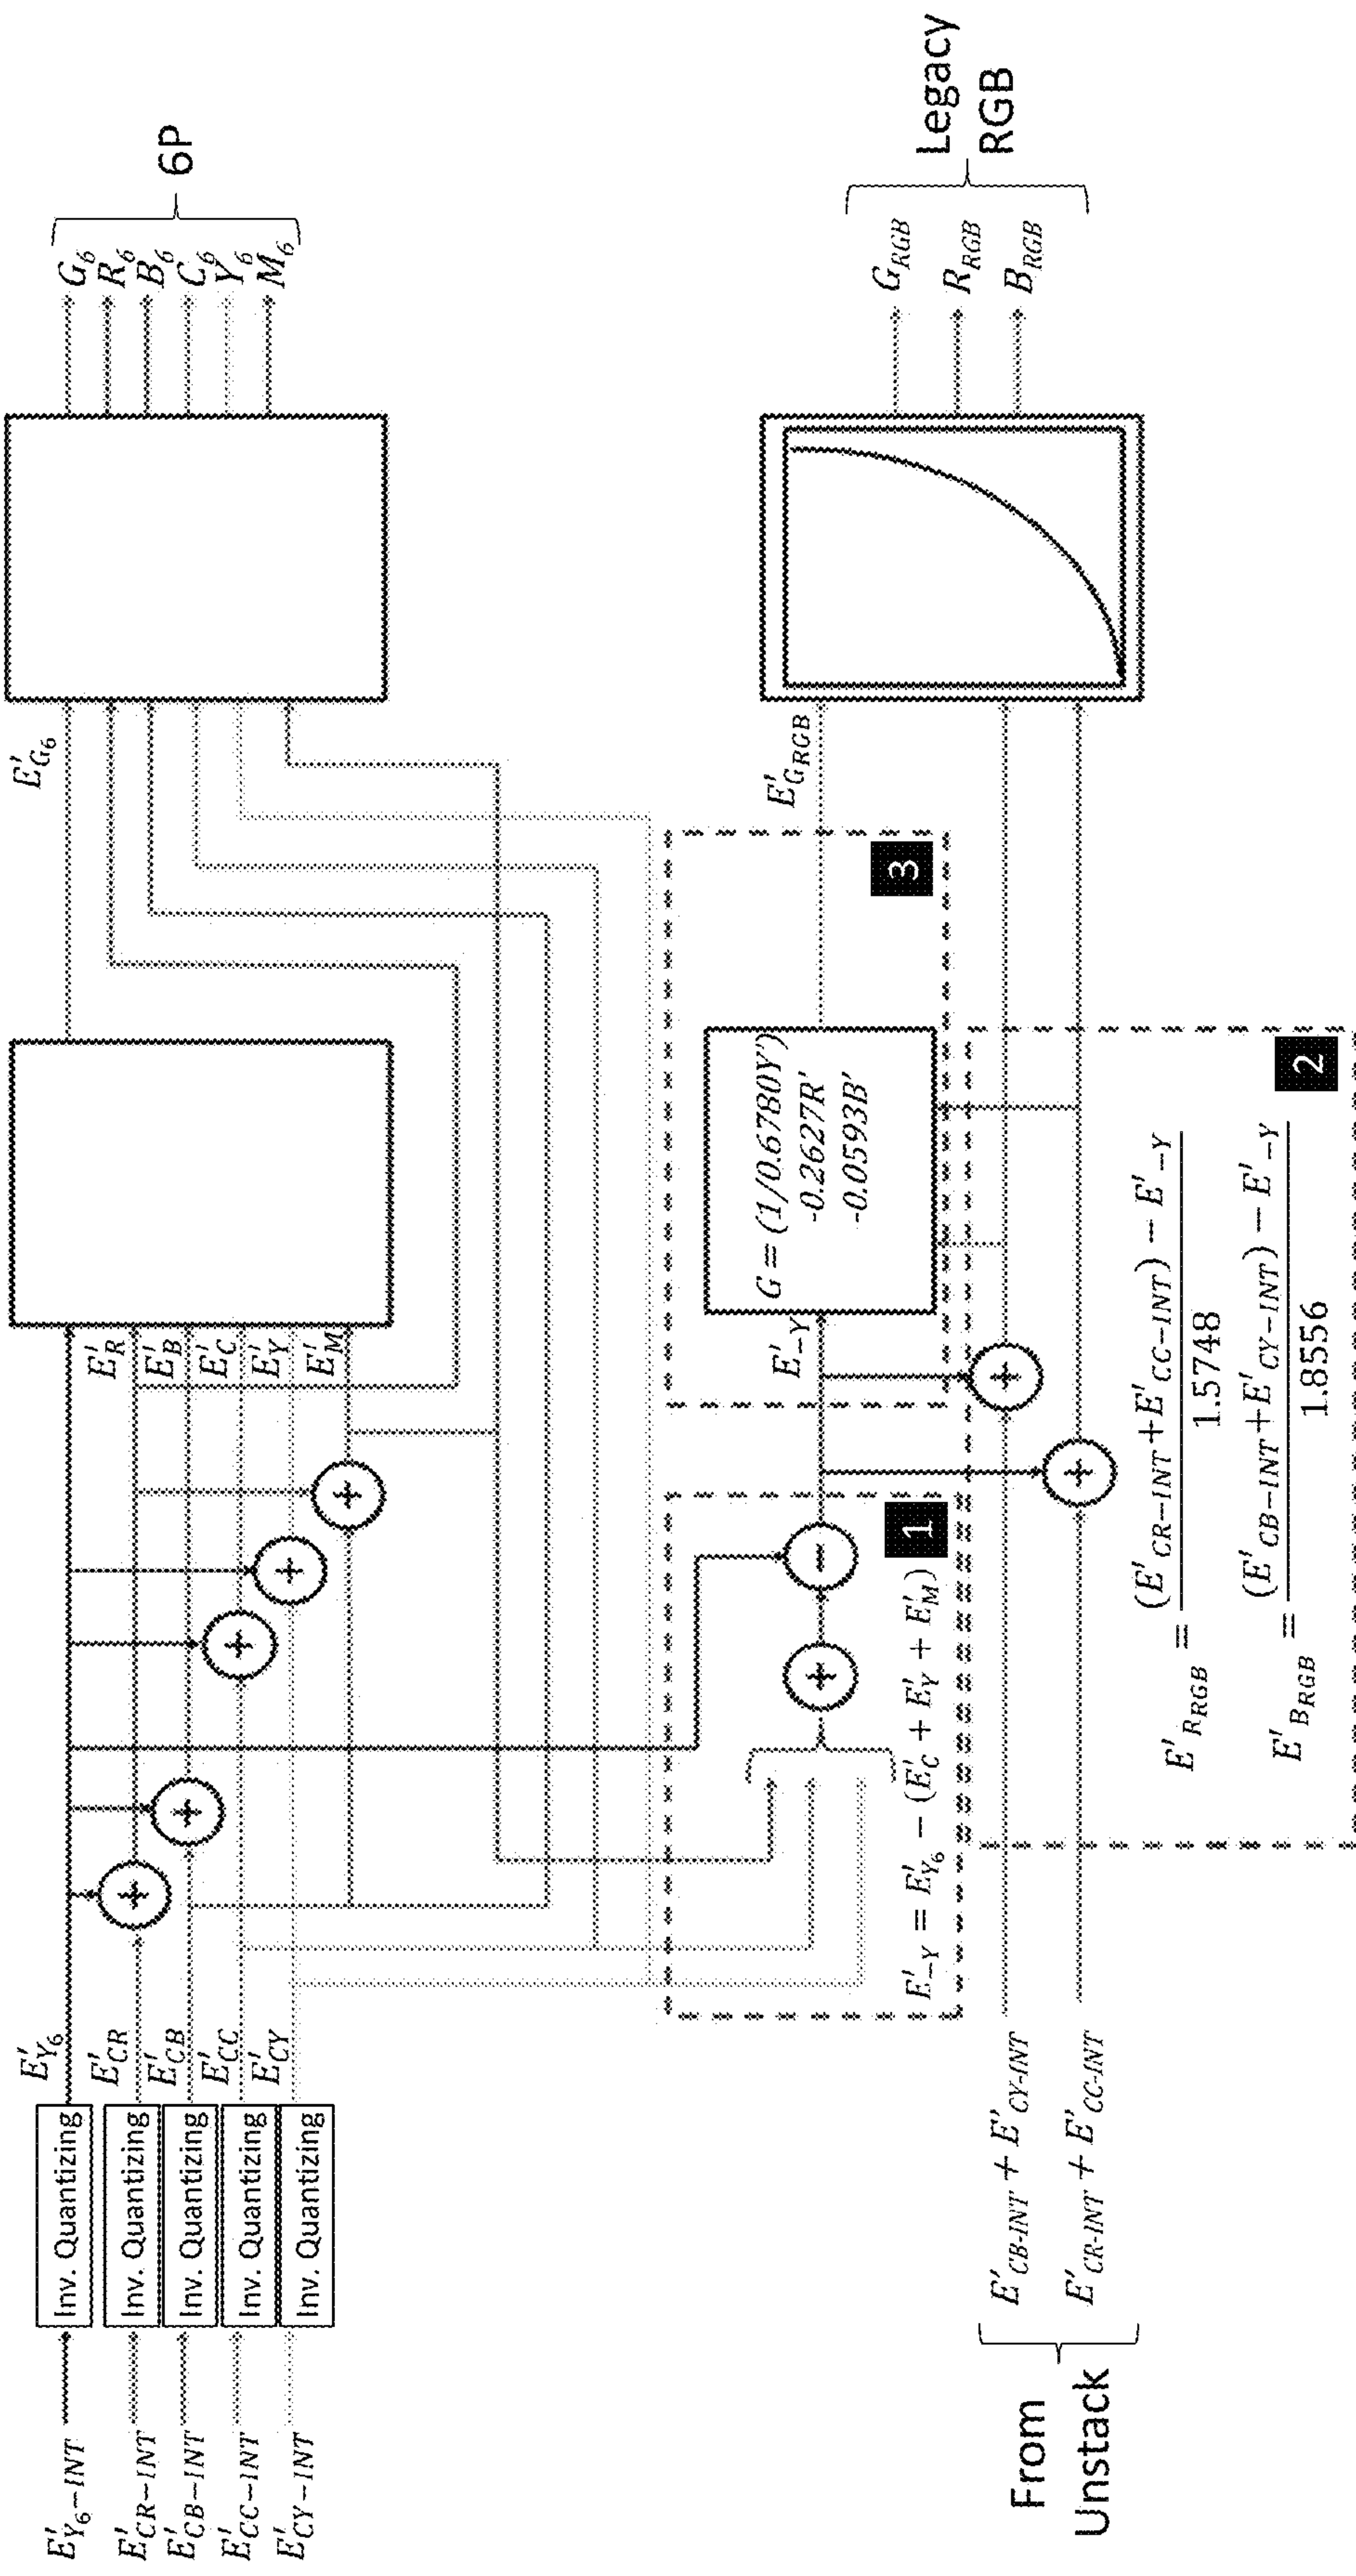 E'Y6-INT
E'CR-INT
E'CB-INT
E'CC-INT
E'CY-INT
Inv. Quantizing
Inv. Quantizing
Inv. Quantizing
Inv. Quantizing
Inv. Quantizing
E'Y6
E'CR
E'CB
E'CC
E'CY
+
+
+
+
+
E'R
E'B
E'C
E'Y
E'M
E'G6
G6
R6
B6
C6
Y6
M6
6P
+
−
E'−Y = E'Y6 − (E'C + E'Y + E'M)
1
E'−Y
G = (1/0.6780Y')
-0.2627R'
-0.0593B'
3
E'GRGB
GRGB
RRGB
BRGB
Legacy
RGB
From
Unstack
E'CB-INT + E'CY-INT
E'CR-INT + E'CC-INT
+
+
E'RRGB = (E'CR−INT+E'CC−INT) − E'−Y
1.5748
E'BRGB = (E'CB−INT+E'CY−INT) − E'−Y
1.8556
2